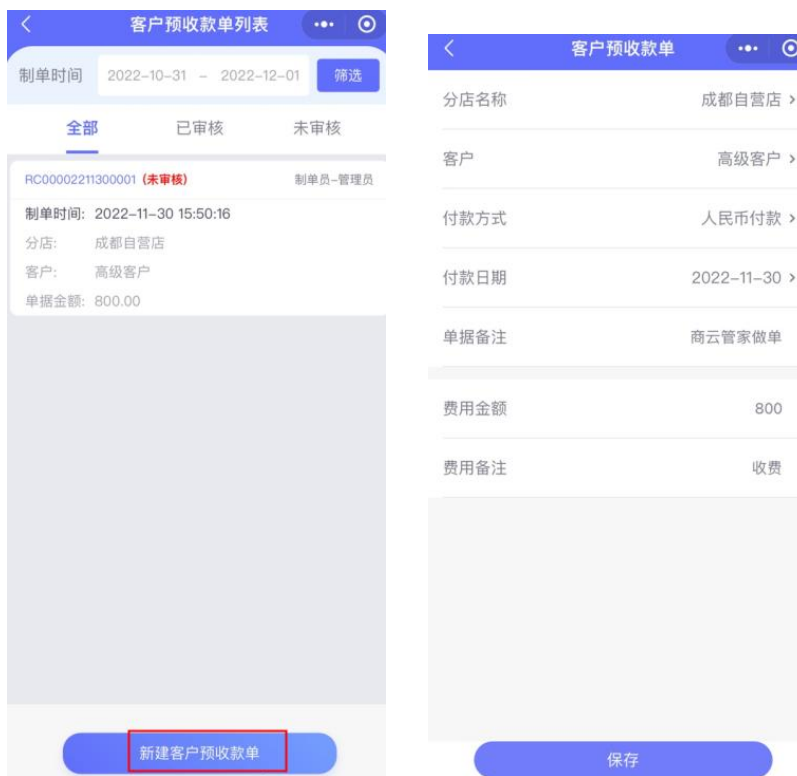 客户预收款单列表
制单时间 2022-10-31 - 2022-12-01 筛选
全部 已审核 未审核
RC00002211300001 (未审核) 制单员-管理员
制单时间: 2022-11-30 15:50:16
分店: 成都自营店
客户: 高级客户
单据金额: 800.00
新建客户预收款单
客户预收款单
分店名称 成都自营店 >
客户 高级客户 >
付款方式 人民币付款 >
付款日期 2022-11-30 >
单据备注 商云管家做单
费用金额 800
费用备注 收费
保存